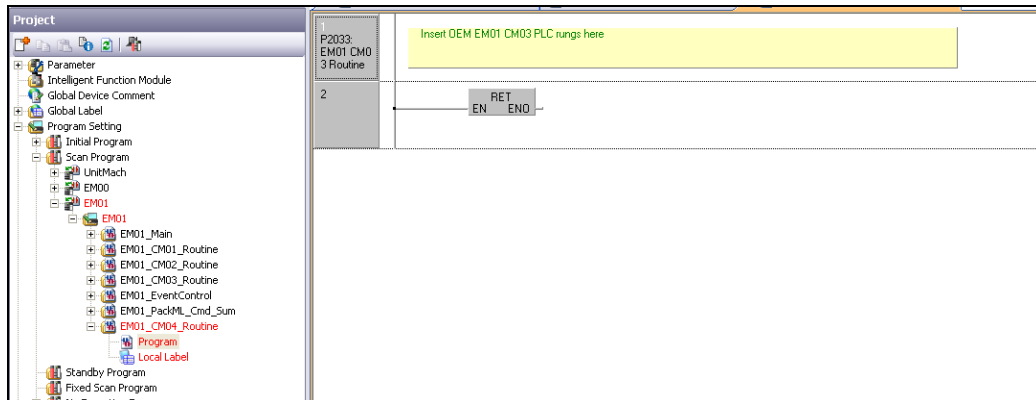 Project
Parameter
Intelligent Function Module
Global Device Comment
Global Label
Program Setting
Initial Program
Scan Program
UnitMach
EM00
EM01
EM01
EM01_Main
EM01_CM01_Routine
EM01_CM02_Routine
EM01_CM03_Routine
EM01_EventControl
EM01_PackML_Cmd_Sum
EM01_CM04_Routine
Program
Local Label
Standby Program
Fixed Scan Program
1
P2033:
EM01 CM0
3 Routine
Insert OEM EM01 CM03 PLC rungs here
2
RET
EN ENO